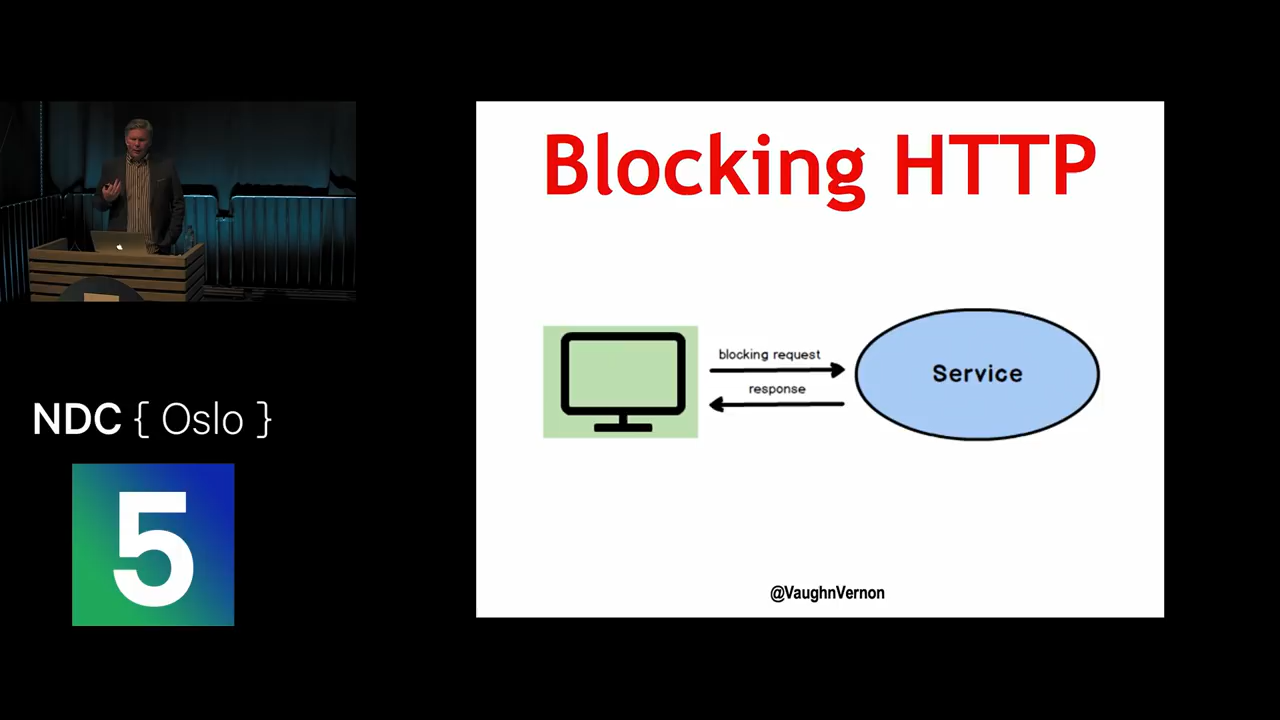 Blocking HTTP
blocking request
response
Service
@VaughnVernon
NDC { Oslo }
5